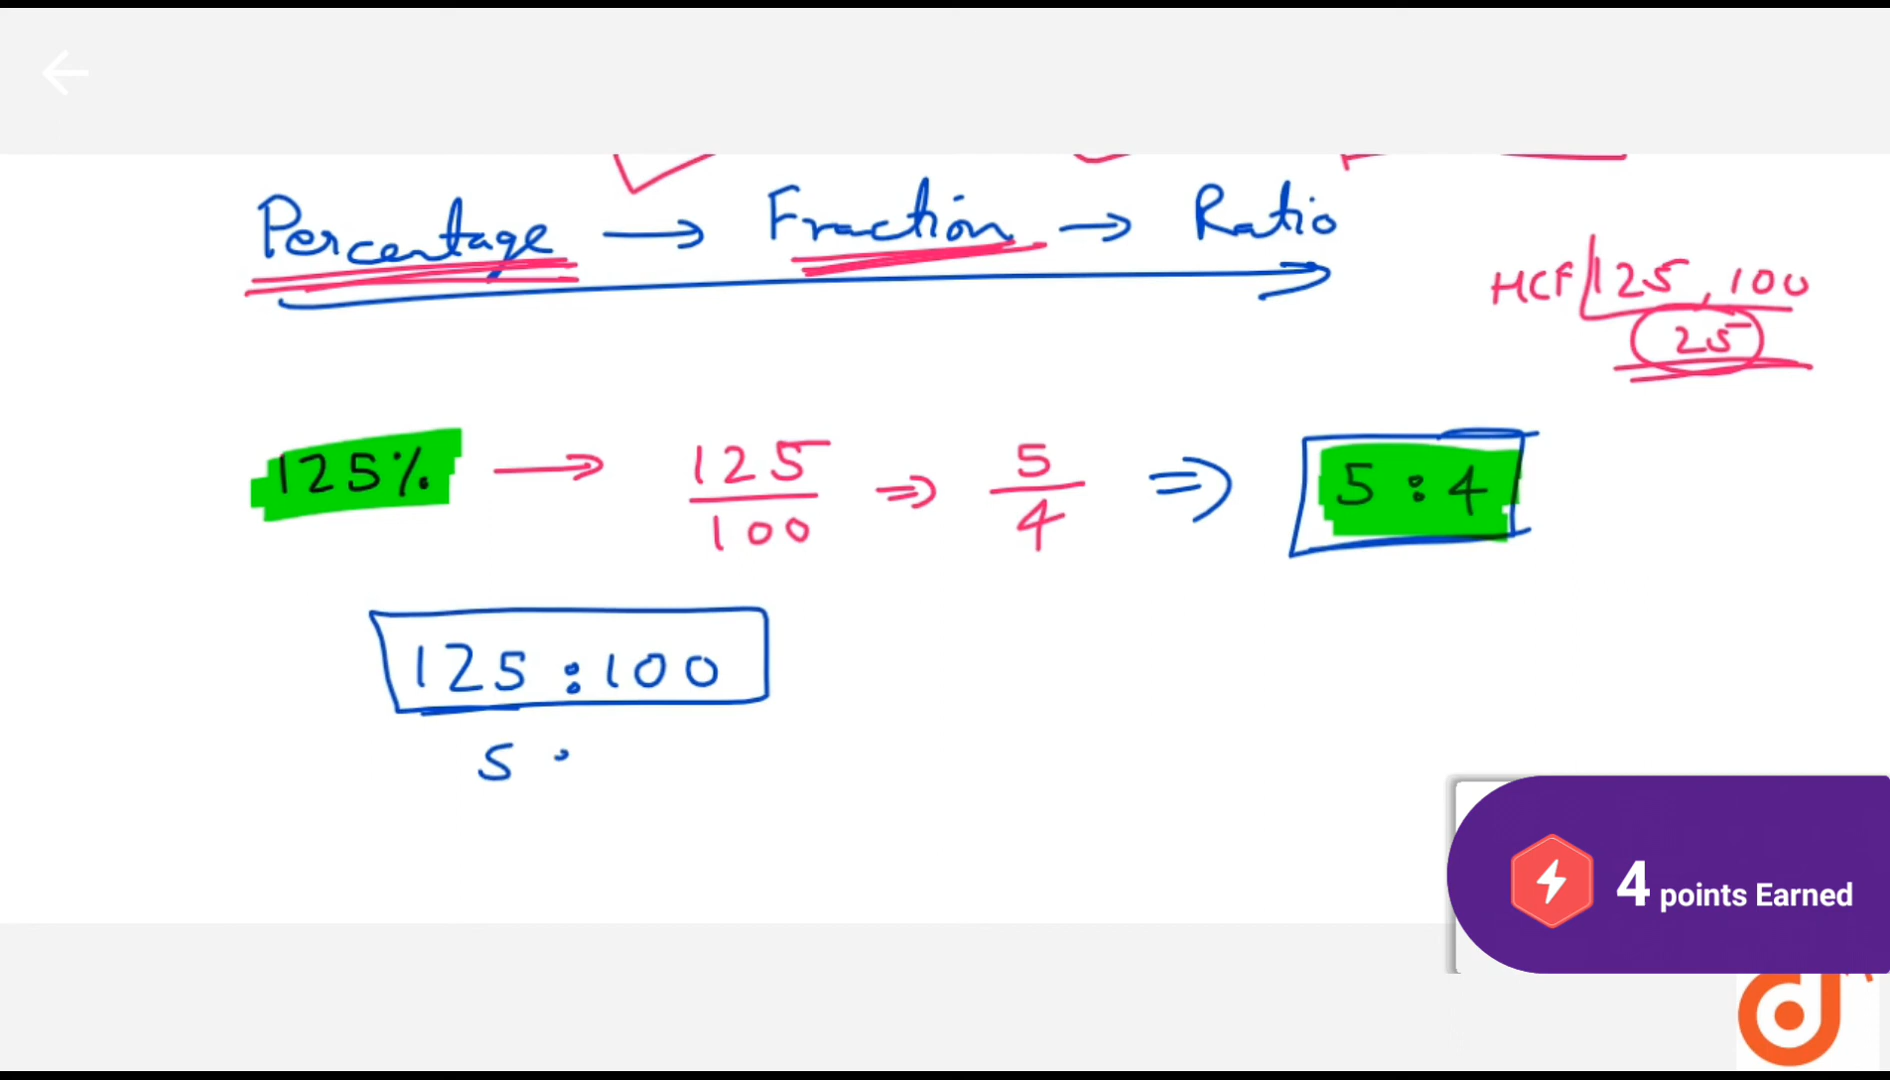 Percentage → Fraction → Ratio
HCF 125, 100
25
125% → 125/100 ⇒ 5/4 ⇒ 5 : 4
125 : 100
5 :
4 points Earned